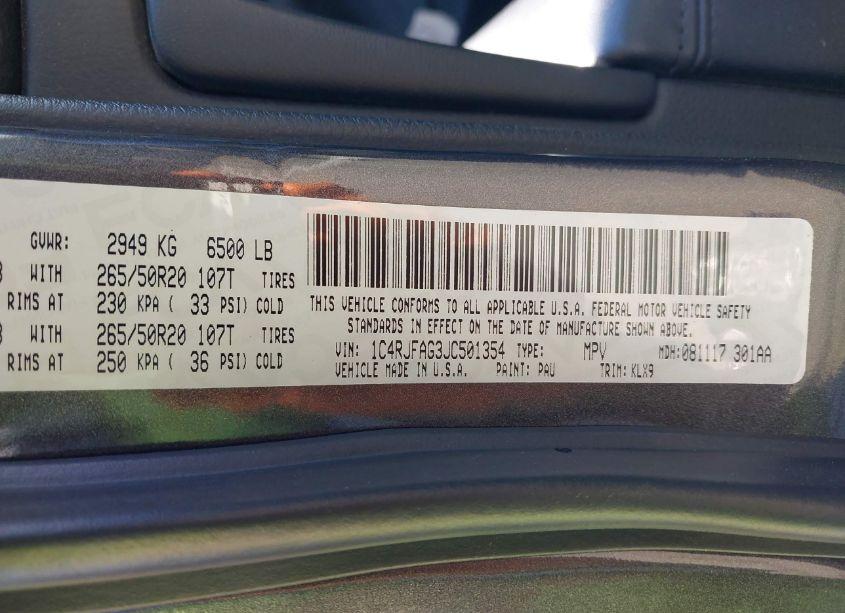 GVWR: 2949 KG 6500 LB
WITH 265/50R20 107T TIRES
RIMS AT 230 KPA ( 33 PSI) COLD
WITH 265/50R20 107T TIRES
RIMS AT 250 KPA ( 36 PSI) COLD
THIS VEHICLE CONFORMS TO ALL APPLICABLE U.S.A. FEDERAL MOTOR VEHICLE SAFETY
STANDARDS IN EFFECT ON THE DATE OF MANUFACTURE SHOWN ABOVE.
VIN: 1C4RJFAG3JC501354 TYPE: MPV MDH: 081117 301AA
VEHICLE MADE IN U.S.A. PAINT: PAU TRIM: KLX9